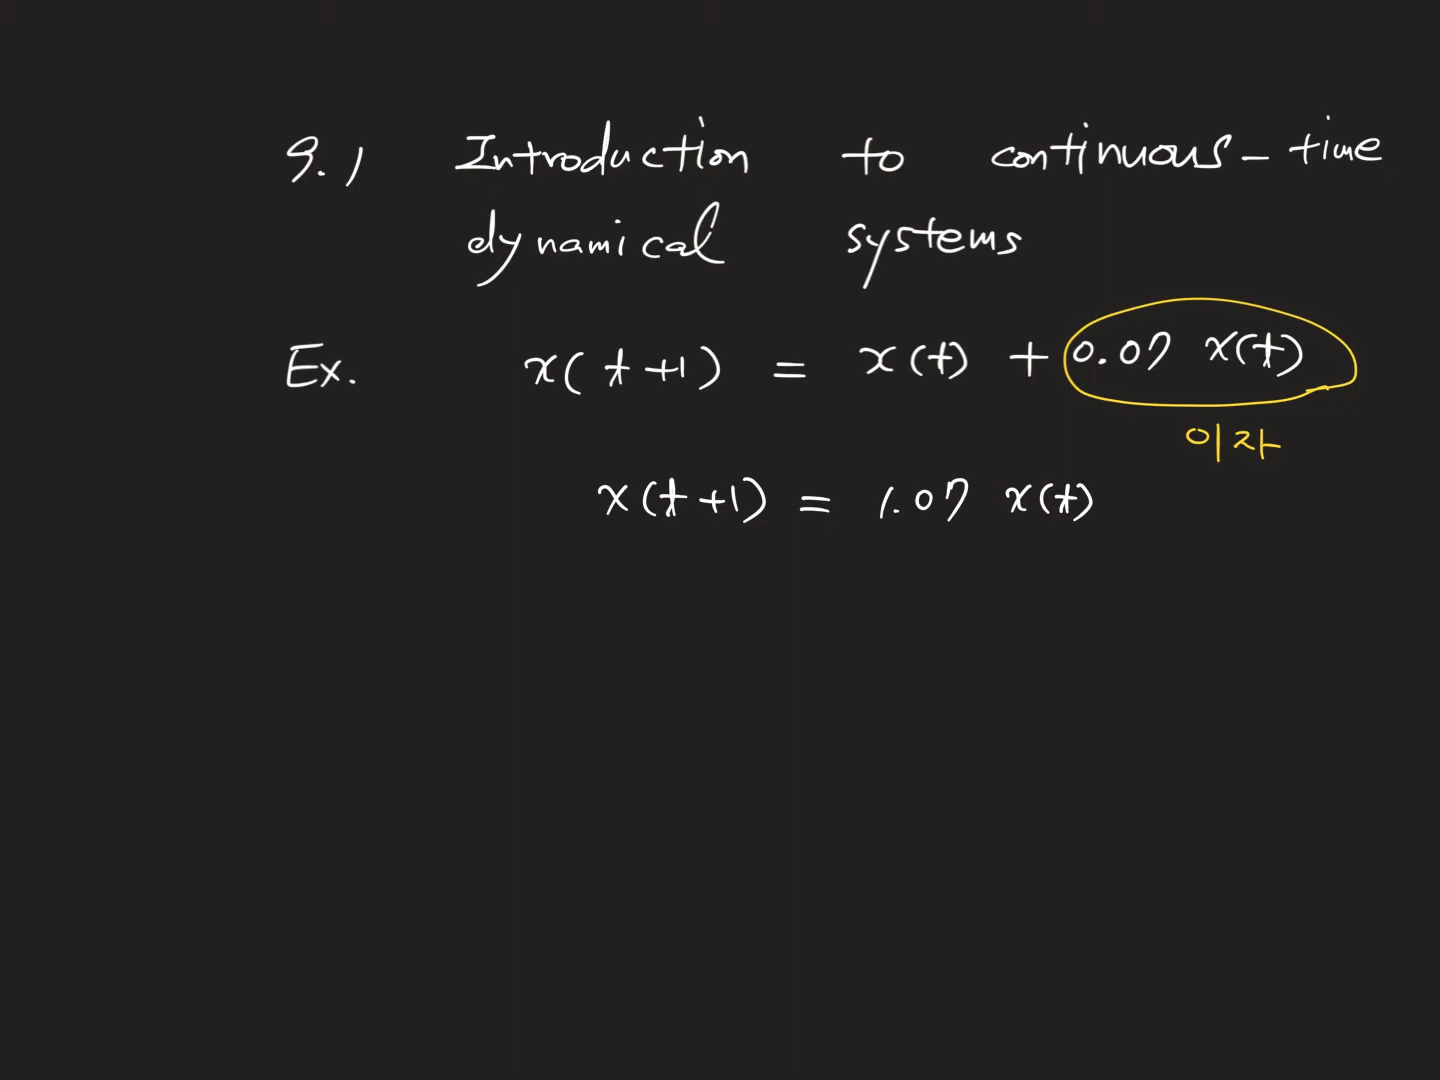 9.1 Introduction to continuous-time
dynamical systems
Ex. x(t+1) = x(t) + 0.07 x(t)
이자
x(t+1) = 1.07 x(t)